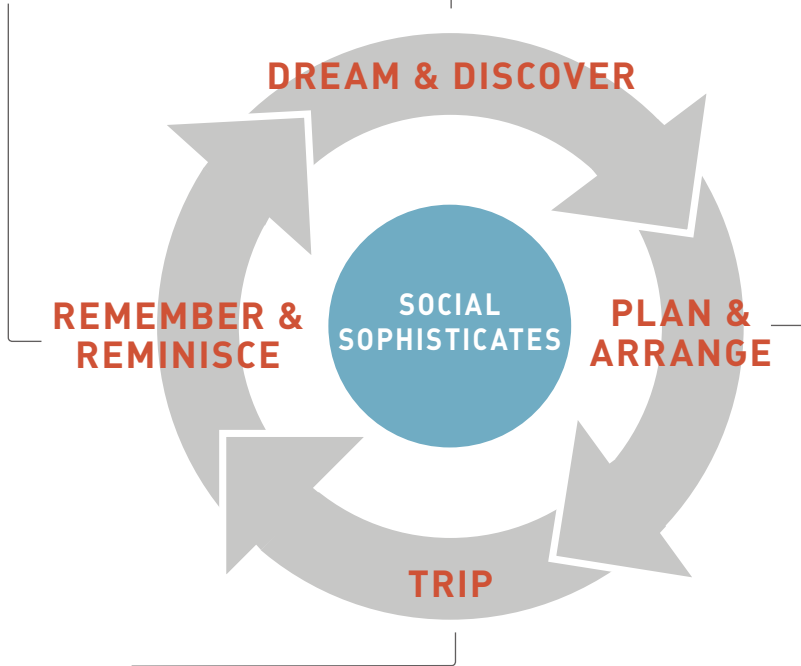 DREAM & DISCOVER
SOCIAL
SOPHISTICATES
PLAN &
ARRANGE
TRIP
REMEMBER &
REMINISCE